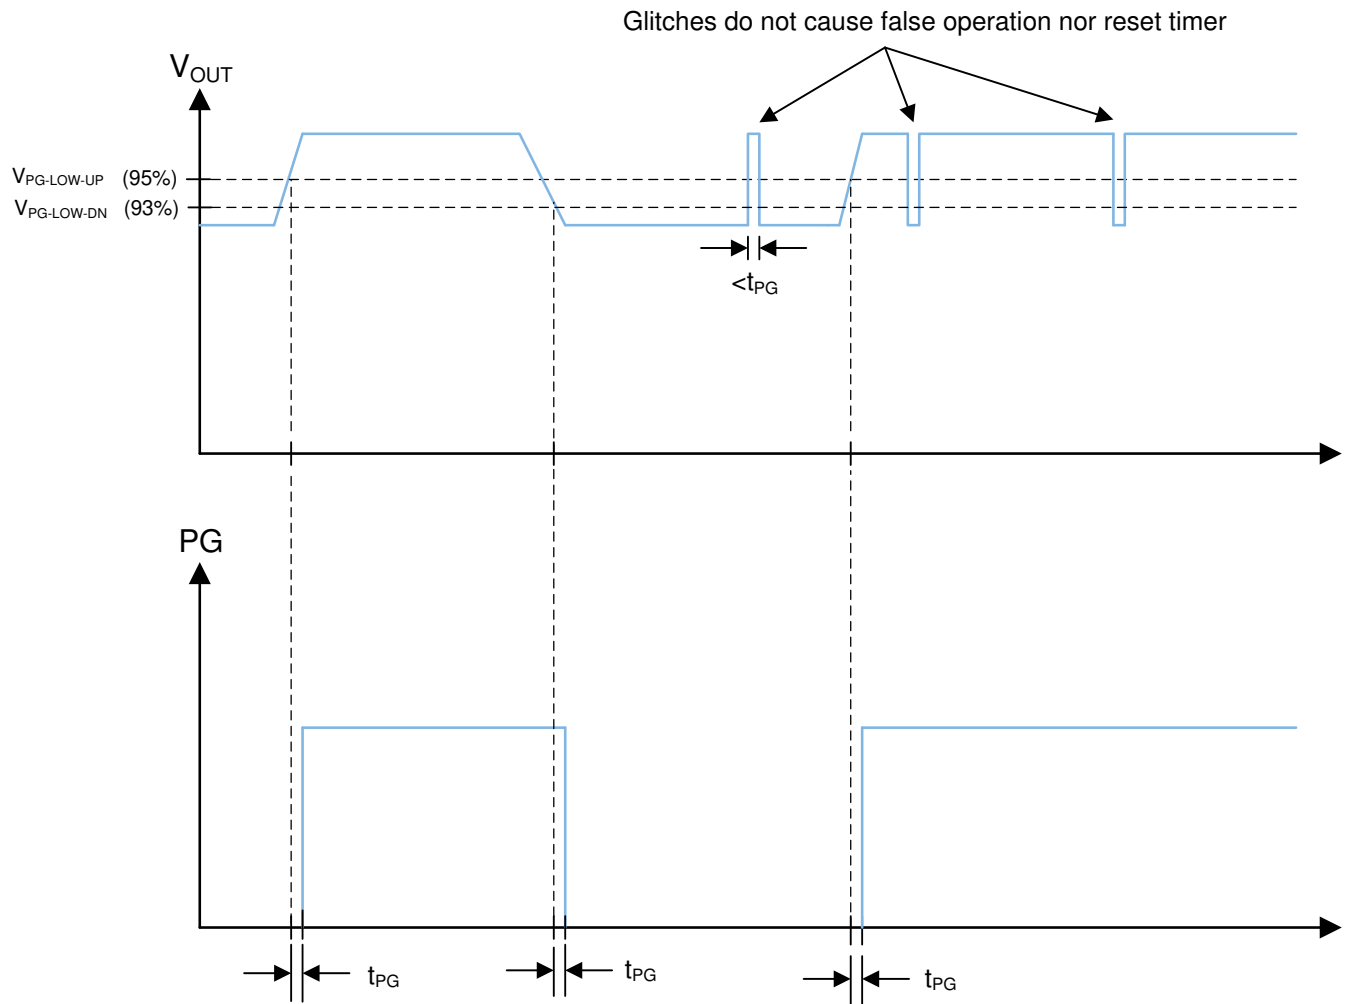 Glitches do not cause false operation nor reset timer
VOUT
VPG-LOW-UP (95%)
VPG-LOW-DN (93%)
<tPG
PG
tPG
tPG
tPG